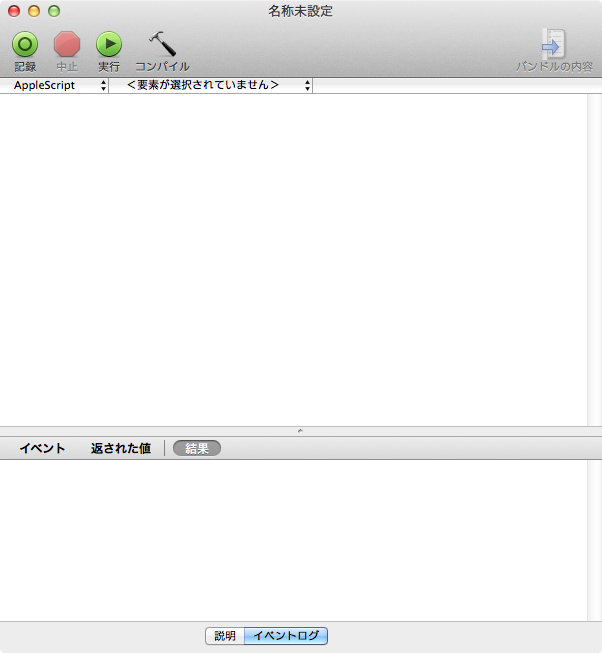 名称未設定
記録 中止 実行 コンパイル バンドルの内容
AppleScript <要素が選択されていません>
イベント 返された値 結果
説明 イベントログ